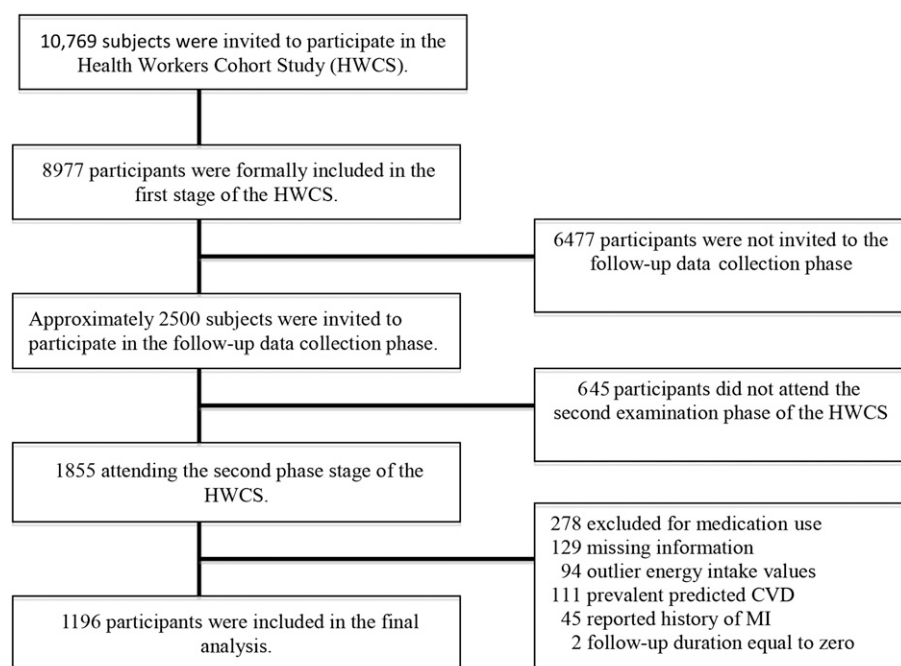 10,769 subjects were invited to participate in the
Health Workers Cohort Study (HWCS).
8977 participants were formally included in the
first stage of the HWCS.
6477 participants were not invited to the
follow-up data collection phase
Approximately 2500 subjects were invited to
participate in the follow-up data collection phase.
645 participants did not attend the
second examination phase of the HWCS
1855 attending the second phase stage of the
HWCS.
278 excluded for medication use
129 missing information
94 outlier energy intake values
111 prevalent predicted CVD
45 reported history of MI
2 follow-up duration equal to zero
1196 participants were included in the final
analysis.